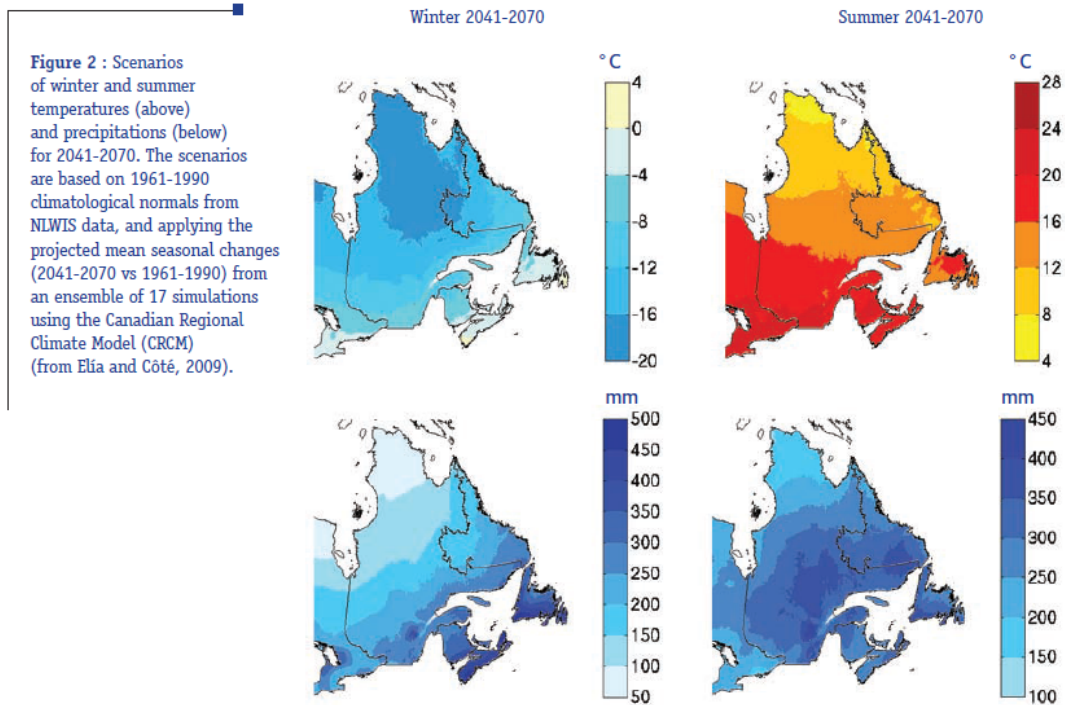 Winter 2041-2070
Summer 2041-2070
Figure 2 : Scenarios
of winter and summer
temperatures (above)
and precipitations (below)
for 2041-2070. The scenarios
are based on 1961-1990
climatological normals from
NLWIS data, and applying the
projected mean seasonal changes
(2041-2070 vs 1961-1990) from
an ensemble of 17 simulations
using the Canadian Regional
Climate Model (CRCM)
(from Elía and Côté, 2009).
°C
4
0
-4
-8
-12
-16
-20
°C
28
24
20
16
12
8
4
mm
500
450
400
350
300
250
200
150
100
50
mm
450
400
350
300
250
200
150
100